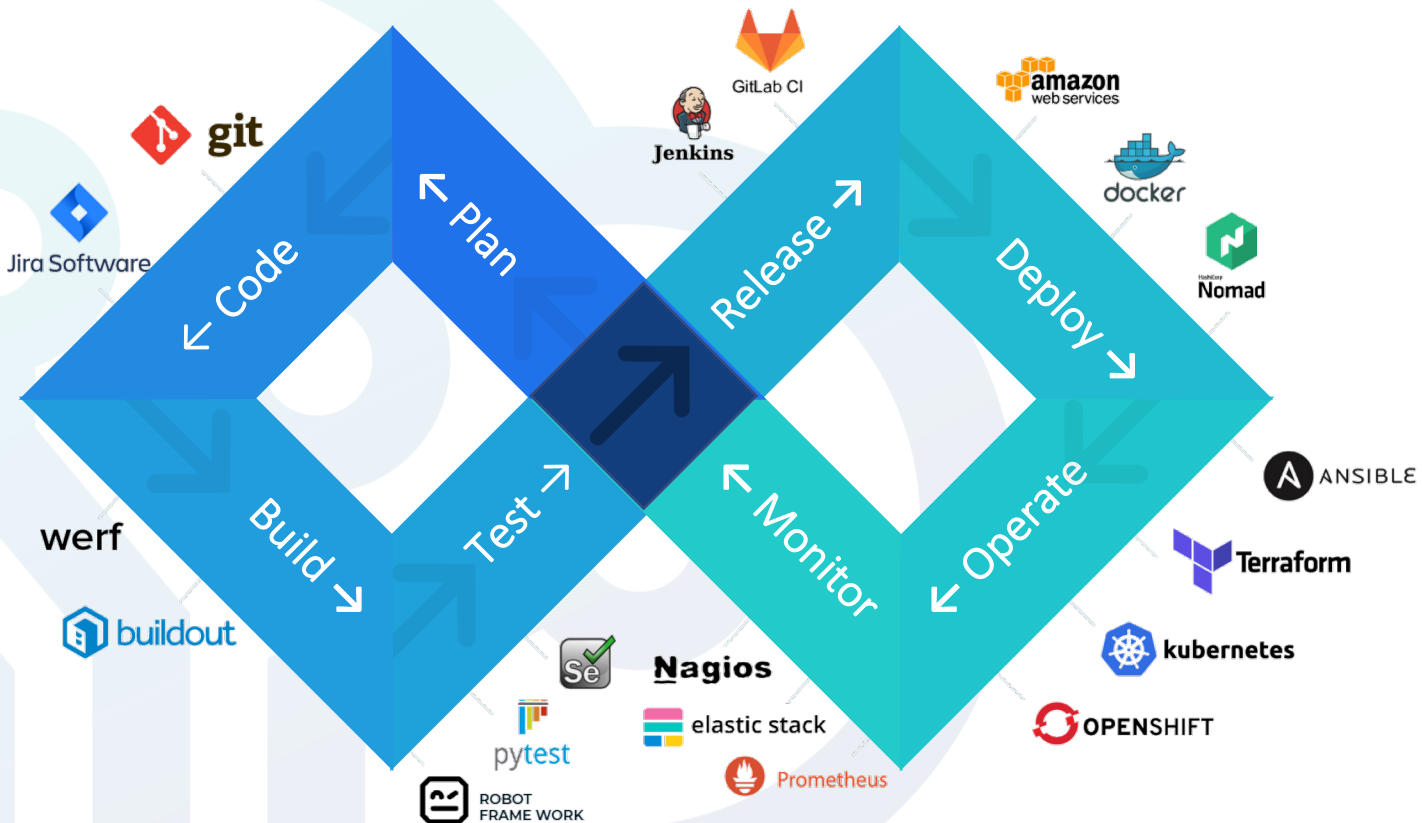 GitLab CI
Jenkins
amazon
web services
git
docker
Jira Software
HashiCorp
Nomad
← Code
← Plan
Release →
Deploy →
Build →
Test →
← Monitor
← Operate
ANSIBLE
werf
Terraform
buildout
kubernetes
Se
Nagios
elastic stack
OPENSHIFT
pytest
Prometheus
ROBOT
FRAME WORK